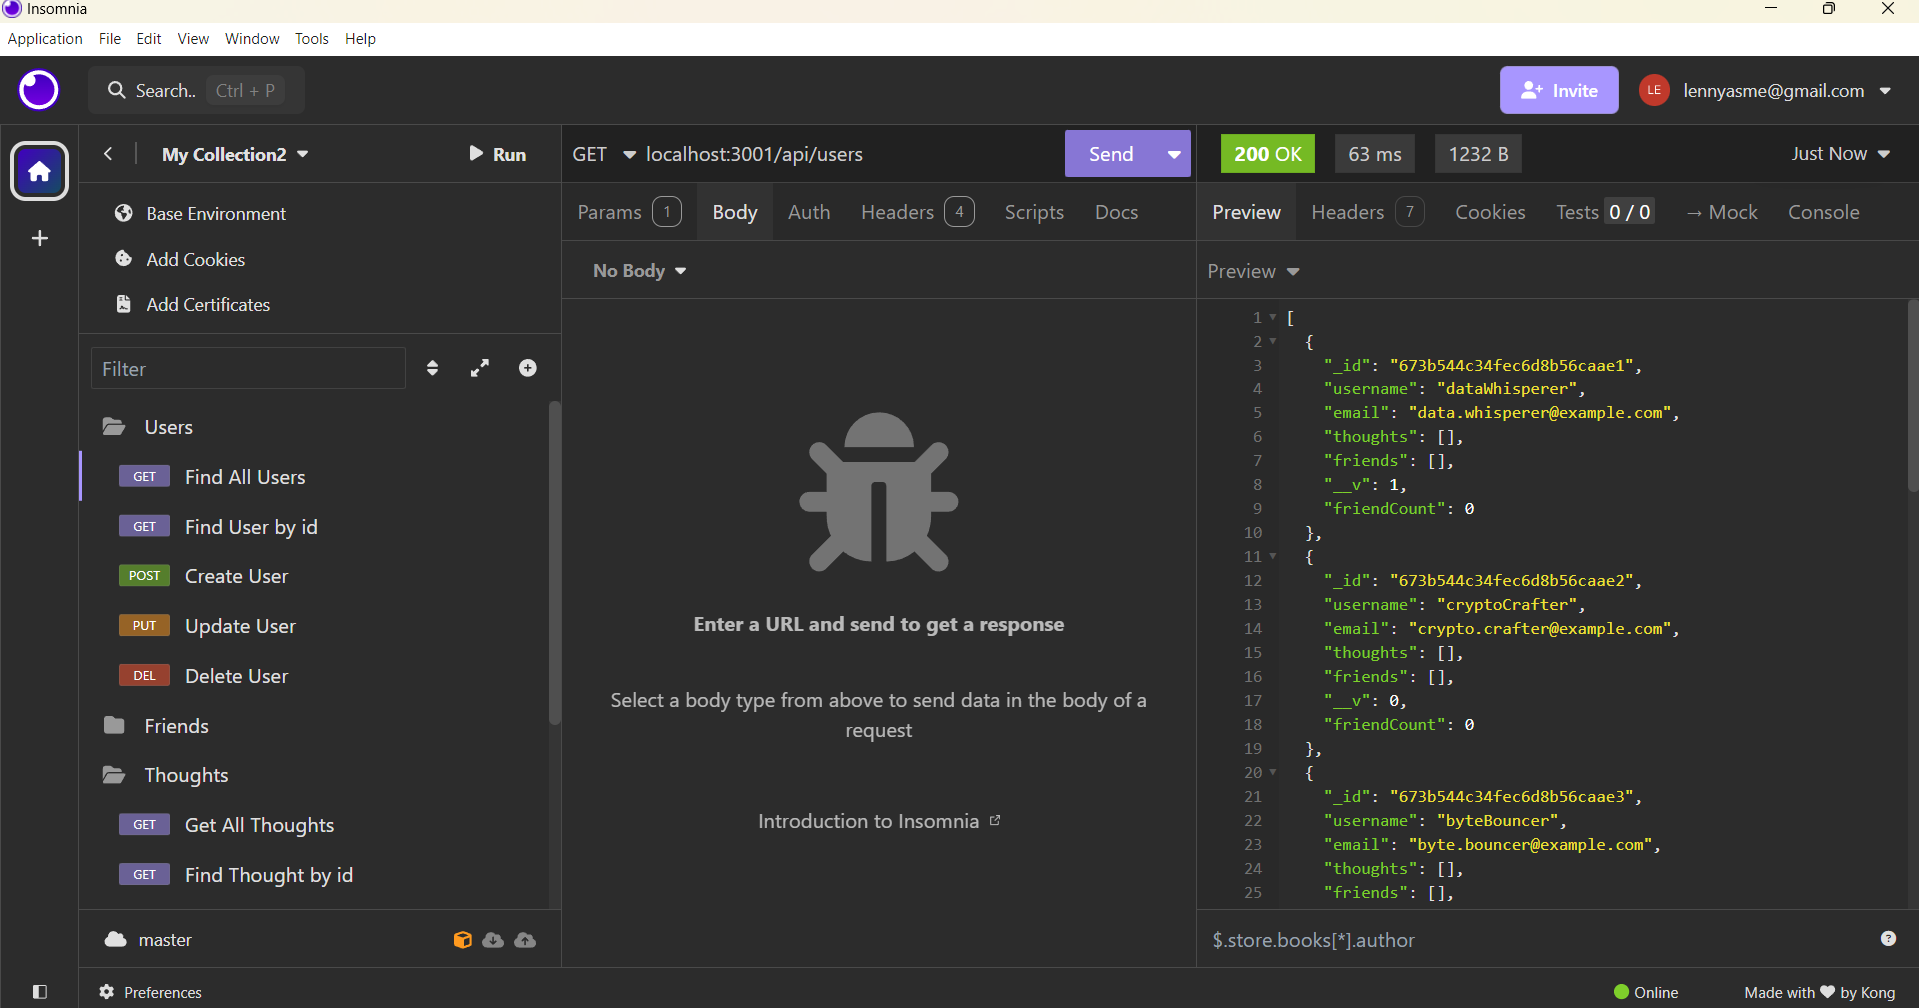 Insomnia
Application File Edit View Window Tools Help
Search.. Ctrl + P
Invite LE lennyasme@gmail.com
My Collection2 Run
Base Environment
Add Cookies
Add Certificates
Filter
Users
GET Find All Users
GET Find User by id
POST Create User
PUT Update User
DEL Delete User
Friends
Thoughts
GET Get All Thoughts
GET Find Thought by id
master
Preferences
GET localhost:3001/api/users Send
Params 1 Body Auth Headers 4 Scripts Docs
No Body
Enter a URL and send to get a response
Select a body type from above to send data in the body of a
request
Introduction to Insomnia
200 OK 63 ms 1232 B Just Now
Preview Headers 7 Cookies Tests 0 / 0 → Mock Console
Preview
1 [
2 {
3 "_id": "673b544c34fec6d8b56caae1",
4 "username": "dataWhisperer",
5 "email": "data.whisperer@example.com",
6 "thoughts": [],
7 "friends": [],
8 "__v": 1,
9 "friendCount": 0
10 },
11 {
12 "_id": "673b544c34fec6d8b56caae2",
13 "username": "cryptoCrafter",
14 "email": "crypto.crafter@example.com",
15 "thoughts": [],
16 "friends": [],
17 "__v": 0,
18 "friendCount": 0
19 },
20 {
21 "_id": "673b544c34fec6d8b56caae3",
22 "username": "byteBouncer",
23 "email": "byte.bouncer@example.com",
24 "thoughts": [],
25 "friends": [],
$.store.books[*].author ?
Online Made with ♥ by Kong